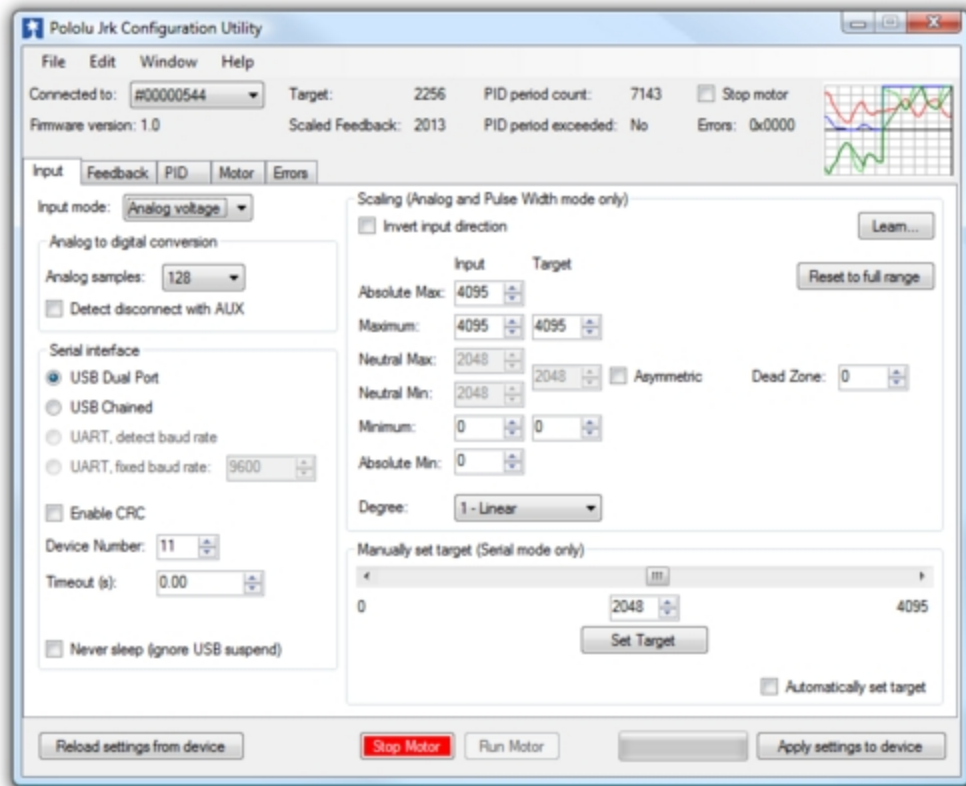 Pololu Jrk Configuration Utility
File Edit Window Help
Connected to: #00000544 Target: 2256 PID period count: 7143 Stop motor
Firmware version: 1.0 Scaled Feedback: 2013 PID period exceeded: No Errors: 0x0000
Input Feedback PID Motor Errors
Input mode: Analog voltage
Analog to digital conversion
Analog samples: 128
Detect disconnect with AUX
Serial interface
USB Dual Port
USB Chained
UART, detect baud rate
UART, fixed baud rate: 9600
Enable CRC
Device Number: 11
Timeout (s): 0.00
Never sleep (ignore USB suspend)
Scaling (Analog and Pulse Width mode only)
Invert input direction Learn...
Input Target
Reset to full range
Absolute Max: 4095
Maximum: 4095 4095
Neutral Max: 2048
2048 Asymmetric Dead Zone: 0
Neutral Min: 2048
Minimum: 0 0
Absolute Min: 0
Degree: 1 - Linear
Manually set target (Serial mode only)
0 2048 4095
Set Target
Automatically set target
Reload settings from device Stop Motor Run Motor Apply settings to device